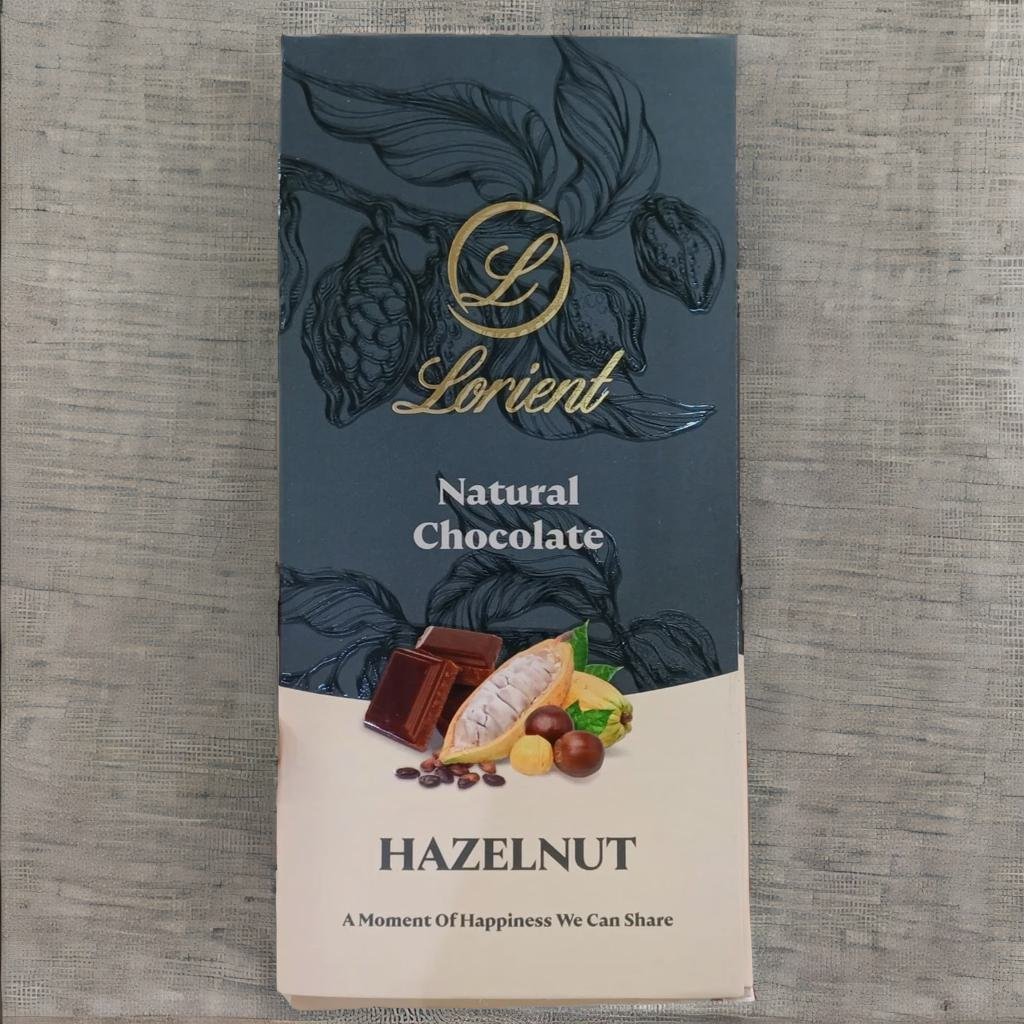 L
Lorient
Natural
Chocolate
HAZELNUT
A Moment Of Happiness We Can Share